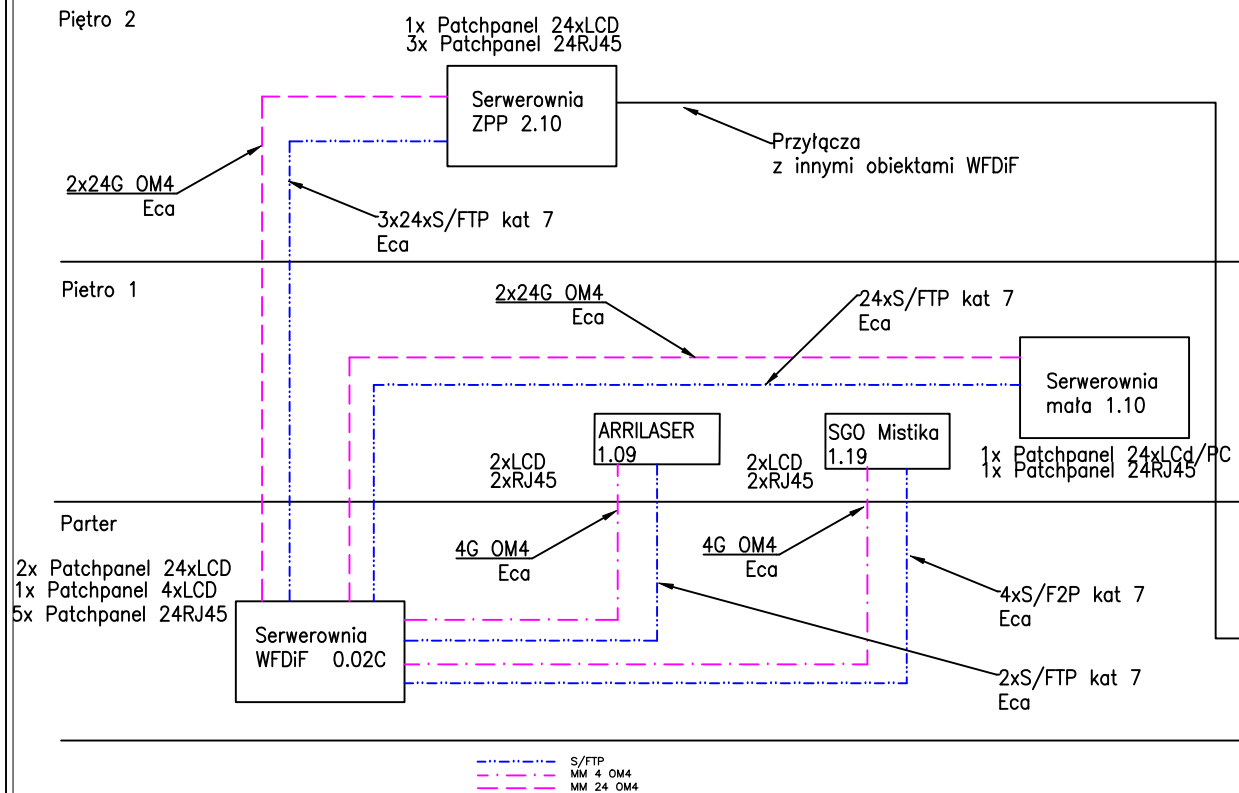 Piętro 2
1x Patchpanel 24xLCD
3x Patchpanel 24RJ45
Serwerownia
ZPP 2.10
Przyłącza
z innymi obiektami WFDiF
2x24G OM4
Eca
3x24xS/FTP kat 7
Eca
Pietro 1
2x24G OM4
Eca
24xS/FTP kat 7
Eca
Serwerownia
mała 1.10
1x Patchpanel 24xLCd/PC
1x Patchpanel 24RJ45
ARRILASER
1.09
2xLCD
2xRJ45
SGO Mistika
1.19
2xLCD
2xRJ45
Parter
4G OM4
Eca
4G OM4
Eca
2x Patchpanel 24xLCD
1x Patchpanel 4xLCD
5x Patchpanel 24RJ45
Serwerownia
WFDiF 0.02C
4xS/F2P kat 7
Eca
2xS/FTP kat 7
Eca
S/FTP
MM 4 OM4
MM 24 OM4